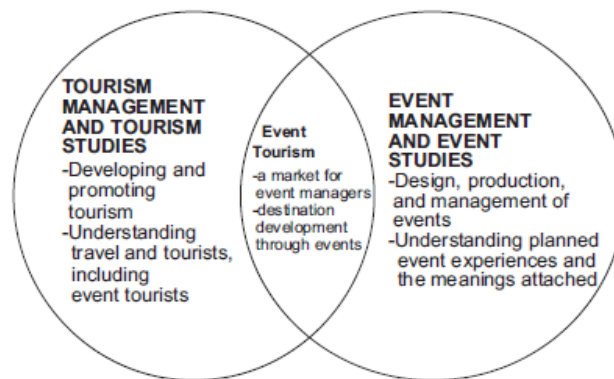 TOURISM
MANAGEMENT
AND TOURISM
STUDIES
-Developing and
promoting
tourism
-Understanding
travel and tourists,
including
event tourists
Event
Tourism
-a market for
event managers
-destination
development
through events
EVENT
MANAGEMENT
AND EVENT
STUDIES
-Design, production,
and management of
events
-Understanding planned
event experiences and
the meanings attached